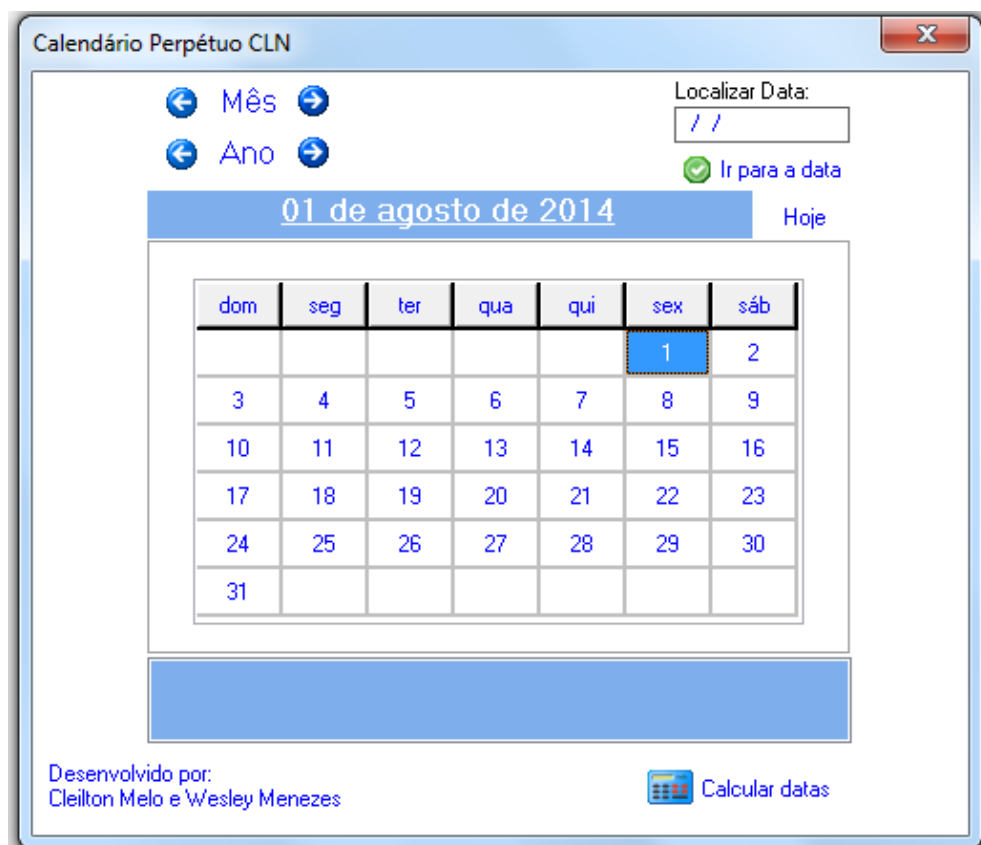 Calendário Perpétuo CLN
Mês
Localizar Data:
/ /
Ano
Ir para a data
01 de agosto de 2014
Hoje
dom seg ter qua qui sex sáb
1 2
3 4 5 6 7 8 9
10 11 12 13 14 15 16
17 18 19 20 21 22 23
24 25 26 27 28 29 30
31
Desenvolvido por:
Cleilton Melo e Wesley Menezes
Calcular datas